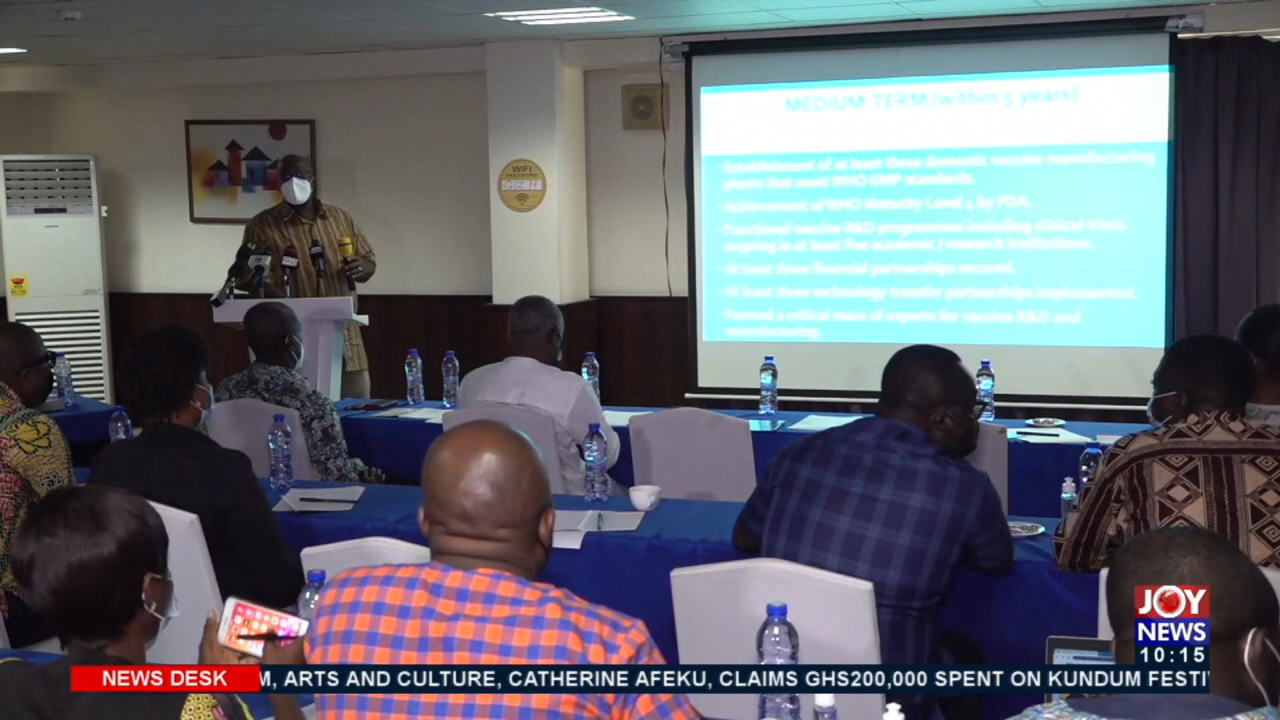 MEDIUM-TERM (within 5 years)
- Establishment of at least three domestic vaccine manufacturing
plants that meet WHO GMP standards.
- Achievement of WHO Maturity Level 4 by FDA.
- Functional vaccine R&D programmes including clinical trials
ongoing in at least five academic / research institutions.
- At least three financial partnerships secured.
- At least three technology transfer partnerships implemented.
- Formed a critical mass of experts for vaccine R&D and
manufacturing.
WIFI
JOY
NEWS
10:15
NEWS DESK
M, ARTS AND CULTURE, CATHERINE AFEKU, CLAIMS GHS200,000 SPENT ON KUNDUM FESTI